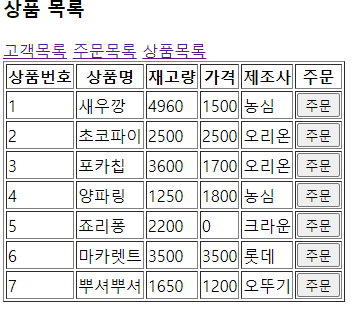 상품 목록
고객목록 주문목록 상품목록
상품번호 상품명 재고량 가격 제조사 주문
1 새우깡 4960 1500 농심 주문
2 초코파이 2500 2500 오리온 주문
3 포카칩 3600 1700 오리온 주문
4 양파링 1250 1800 농심 주문
5 죠리퐁 2200 0 크라운 주문
6 마카렛트 3500 3500 롯데 주문
7 뿌셔뿌셔 1650 1200 오뚜기 주문